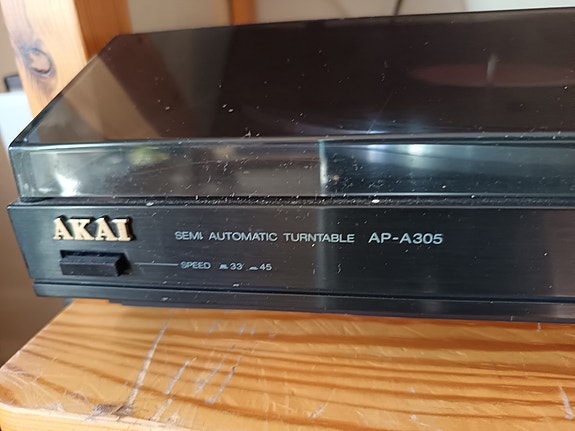 AKAI
SEMI AUTOMATIC TURNTABLE AP-A305
SPEED 33 45